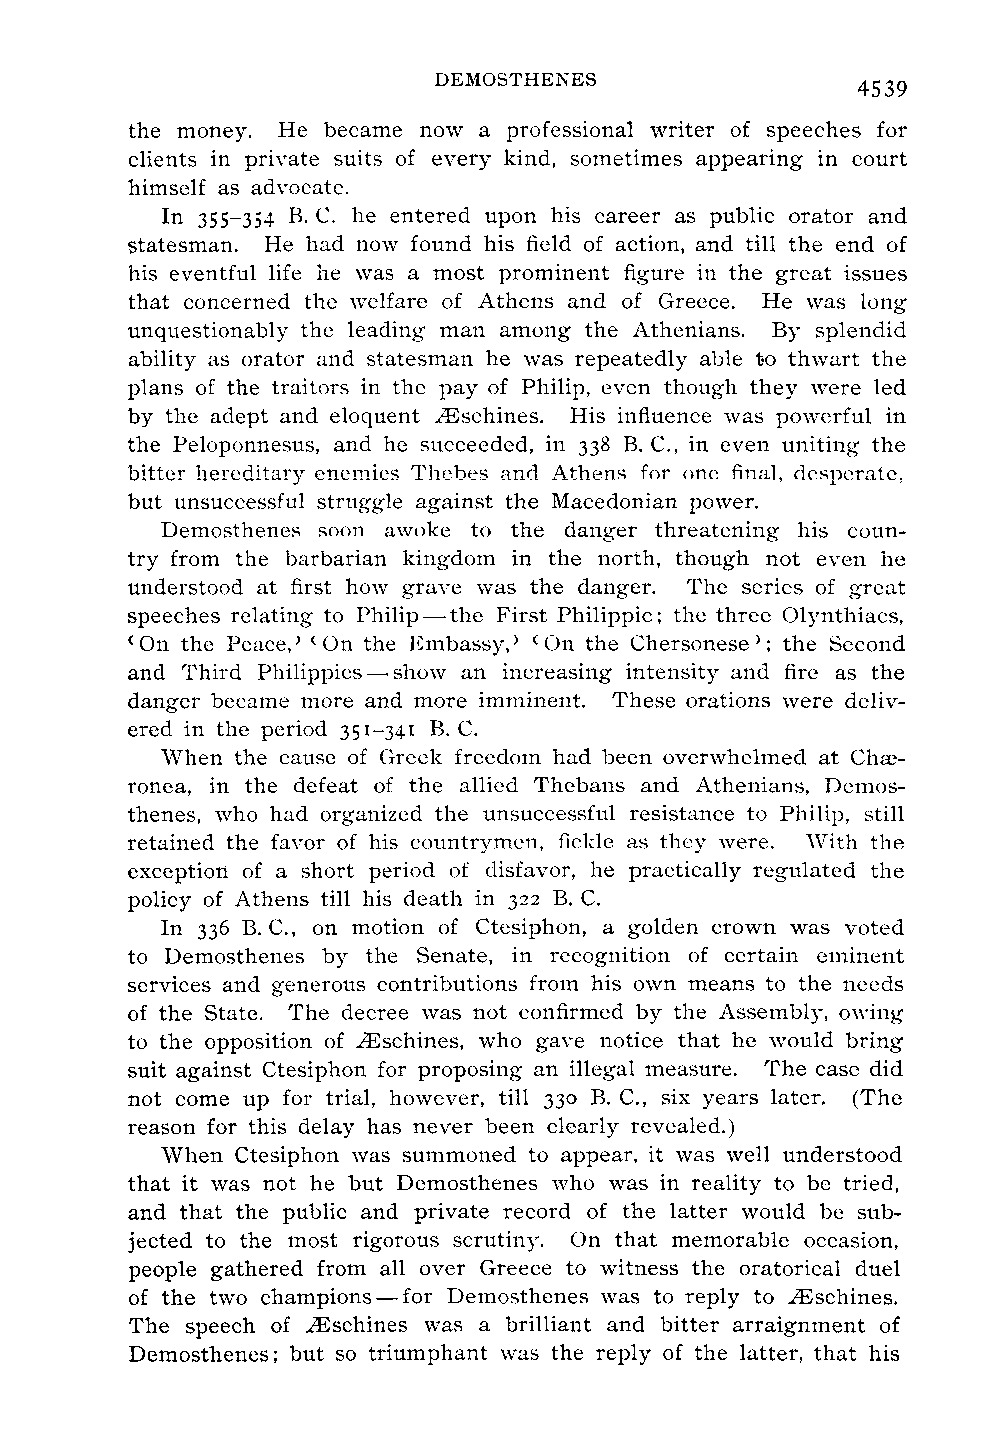 DEMOSTHENES
4539
the money. He became now a professional writer of speeches for
clients in private suits of every kind, sometimes appearing in court
himself as advocate.
In 355–354 B. C. he entered upon his career as public orator and
statesman. He had now found his field of action, and till the end of
his eventful life he was a most prominent figure in the great issues
that concerned the welfare of Athens and of Greece. He was long
unquestionably the leading man among the Athenians. By splendid
ability as orator and statesman he was repeatedly able to thwart the
plans of the traitors in the pay of Philip, even though they were led
by the adept and eloquent Æschines. His influence was powerful in
the Peloponnesus, and he succeeded, in 338 B. C., in even uniting the
bitter hereditary enemies Thebes and Athens for one final, desperate,
but unsuccessful struggle against the Macedonian power.
Demosthenes soon awoke to the danger threatening his coun-
try from the barbarian kingdom in the north, though not even he
understood at first how grave was the danger. The series of great
speeches relating to Philip—the First Philippic; the three Olynthiacs,
‘On the Peace,’ ‘On the Embassy,’ ‘On the Chersonese’; the Second
and Third Philippics—show an increasing intensity and fire as the
danger became more and more imminent. These orations were deliv-
ered in the period 351–341 B. C.
When the cause of Greek freedom had been overwhelmed at Chæ-
ronea, in the defeat of the allied Thebans and Athenians, Demos-
thenes, who had organized the unsuccessful resistance to Philip, still
retained the favor of his countrymen, fickle as they were. With the
exception of a short period of disfavor, he practically regulated the
policy of Athens till his death in 322 B. C.
In 336 B. C., on motion of Ctesiphon, a golden crown was voted
to Demosthenes by the Senate, in recognition of certain eminent
services and generous contributions from his own means to the needs
of the State. The decree was not confirmed by the Assembly, owing
to the opposition of Æschines, who gave notice that he would bring
suit against Ctesiphon for proposing an illegal measure. The case did
not come up for trial, however, till 330 B. C., six years later. (The
reason for this delay has never been clearly revealed.)
When Ctesiphon was summoned to appear, it was well understood
that it was not he but Demosthenes who was in reality to be tried,
and that the public and private record of the latter would be sub-
jected to the most rigorous scrutiny. On that memorable occasion,
people gathered from all over Greece to witness the oratorical duel
of the two champions—for Demosthenes was to reply to Æschines.
The speech of Æschines was a brilliant and bitter arraignment of
Demosthenes; but so triumphant was the reply of the latter, that his